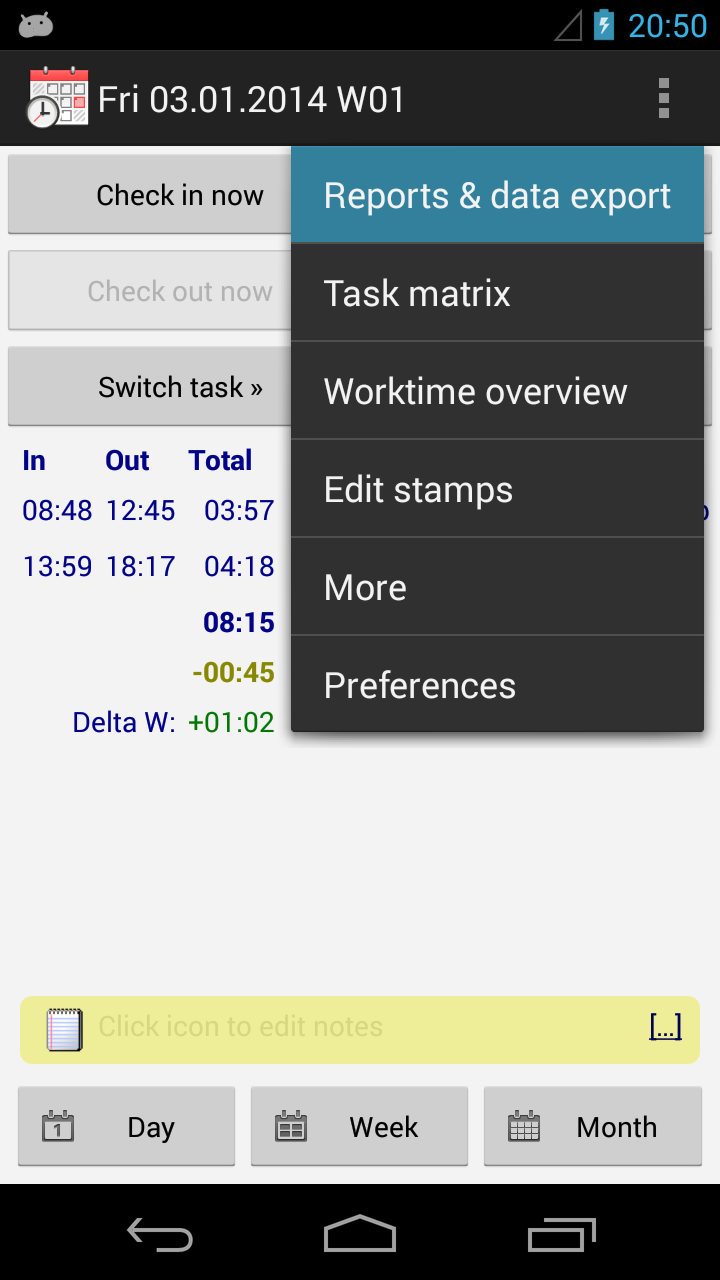 20:50
Fri 03.01.2014 W01
Check in now
Check out now
Switch task »
Reports & data export
Task matrix
Worktime overview
Edit stamps
More
Preferences
In Out Total
08:48 12:45 03:57
13:59 18:17 04:18
08:15
-00:45
Delta W: +01:02
Click icon to edit notes [...]
1 Day Week Month